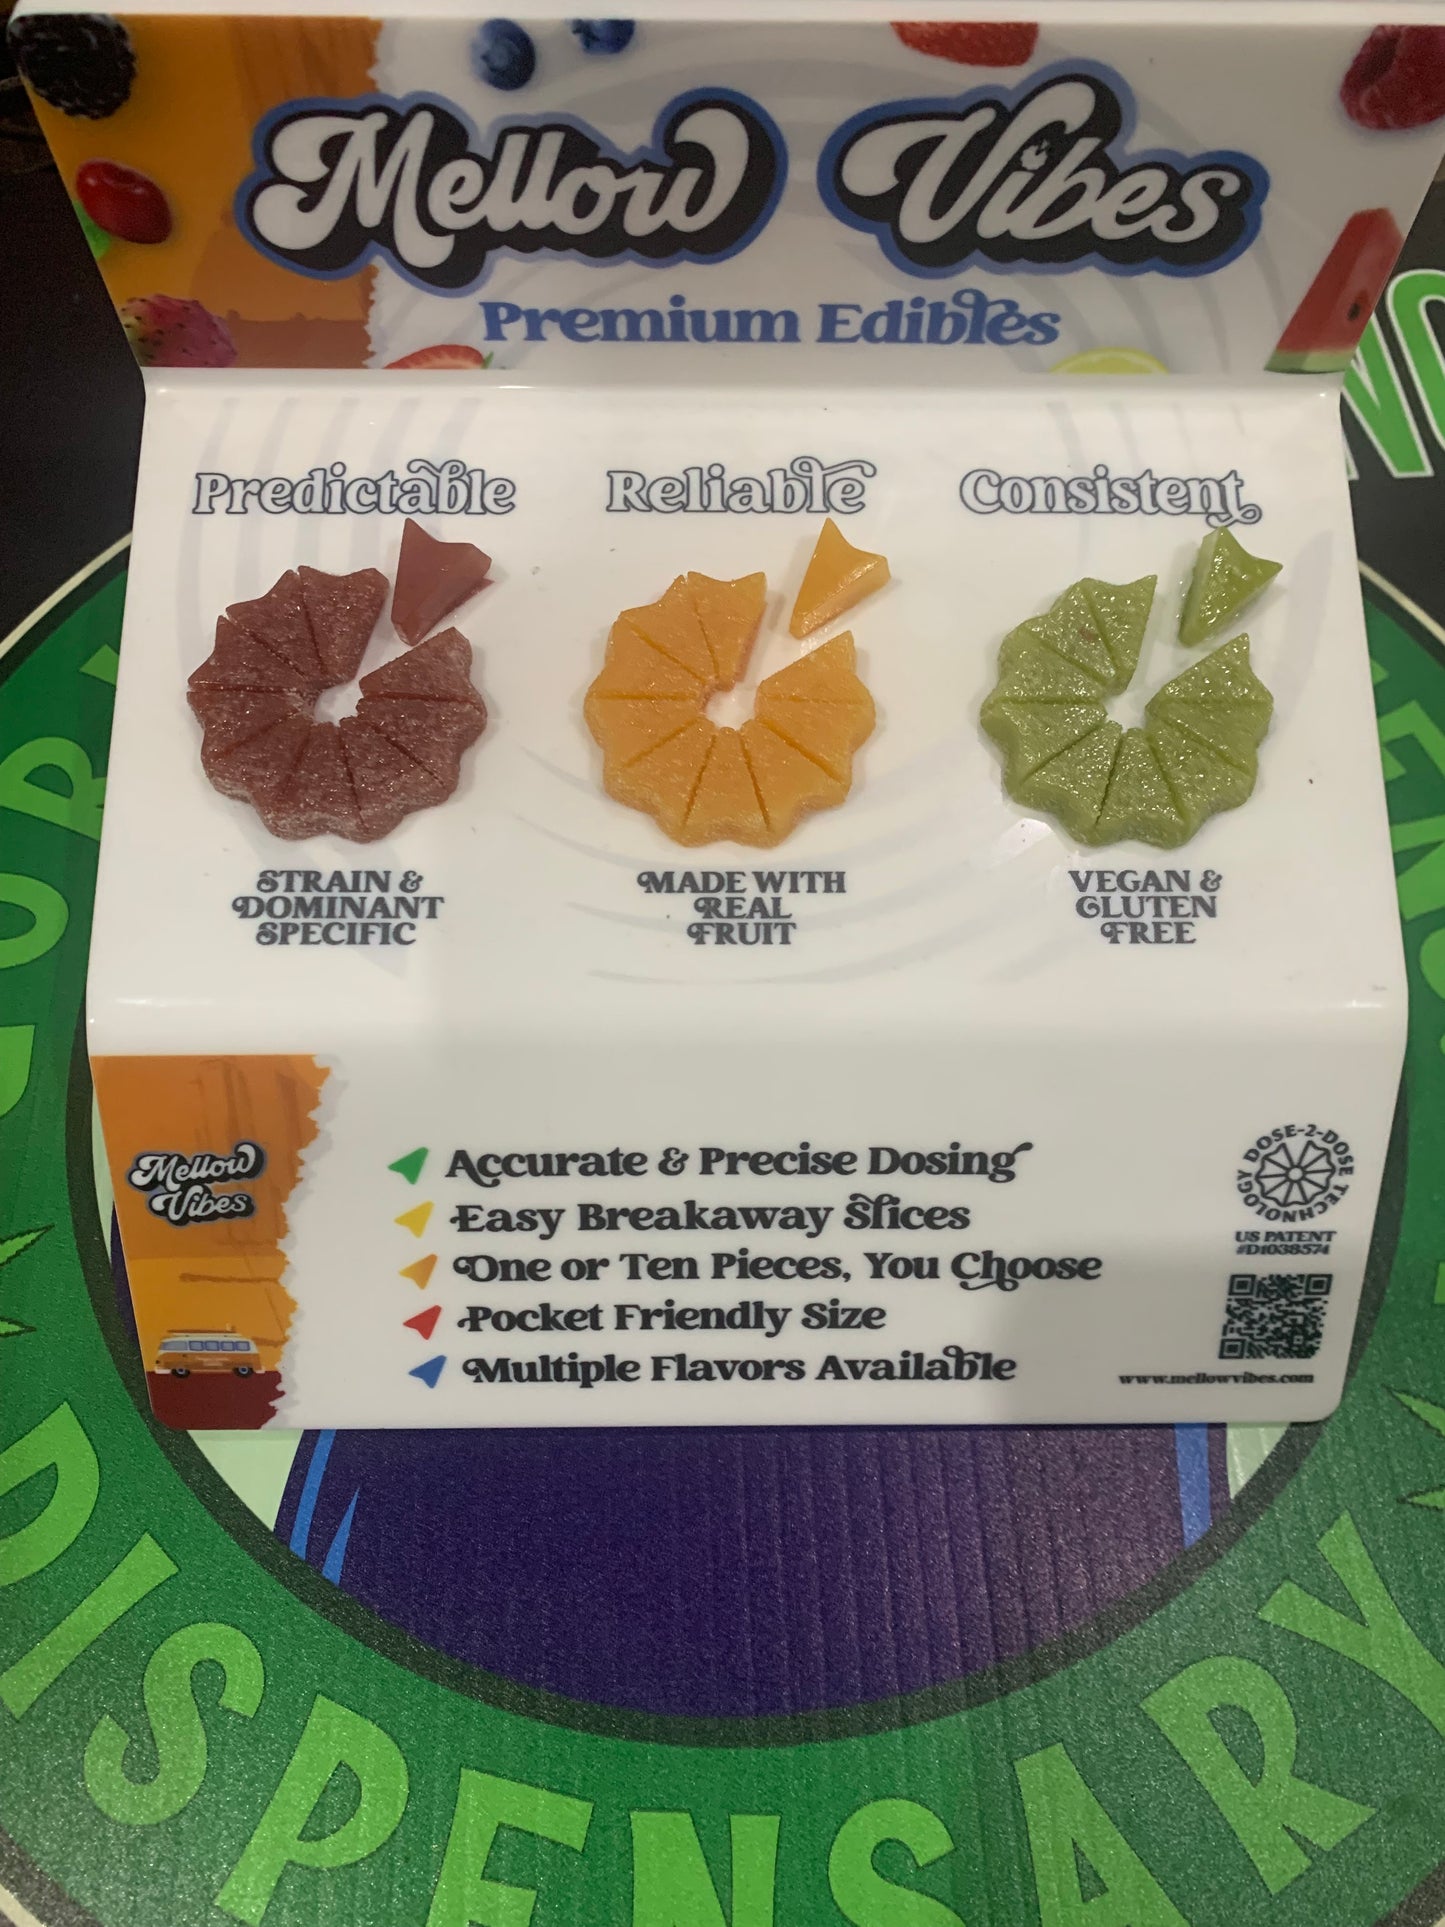 Mellow Vibes
Premium Edibles
Predictable
Reliable
Consistent
STRAIN &
DOMINANT
SPECIFIC
MADE WITH
REAL
FRUIT
VEGAN &
GLUTEN
FREE
Mellow
Vibes
Accurate & Precise Dosing
Easy Breakaway Slices
One or Ten Pieces, You Choose
Pocket Friendly Size
Multiple Flavors Available
DOSE-2-DOSE TECHNOLOGY
US PATENT
#D1038574
www.mellowvibes.com
DISPENSARY